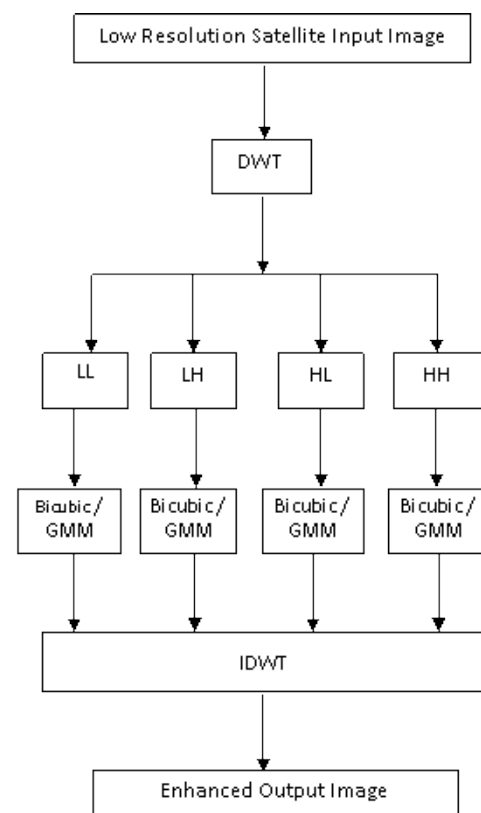 Low Resolution Satellite Input Image
DWT
LL
LH
HL
HH
Bicubic/
GMM
Bicubic/
GMM
Bicubic/
GMM
Bicubic/
GMM
IDWT
Enhanced Output Image